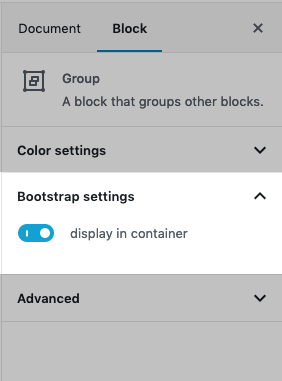 Document Block
Group
A block that groups other blocks.
Color settings
Bootstrap settings
display in container
Advanced